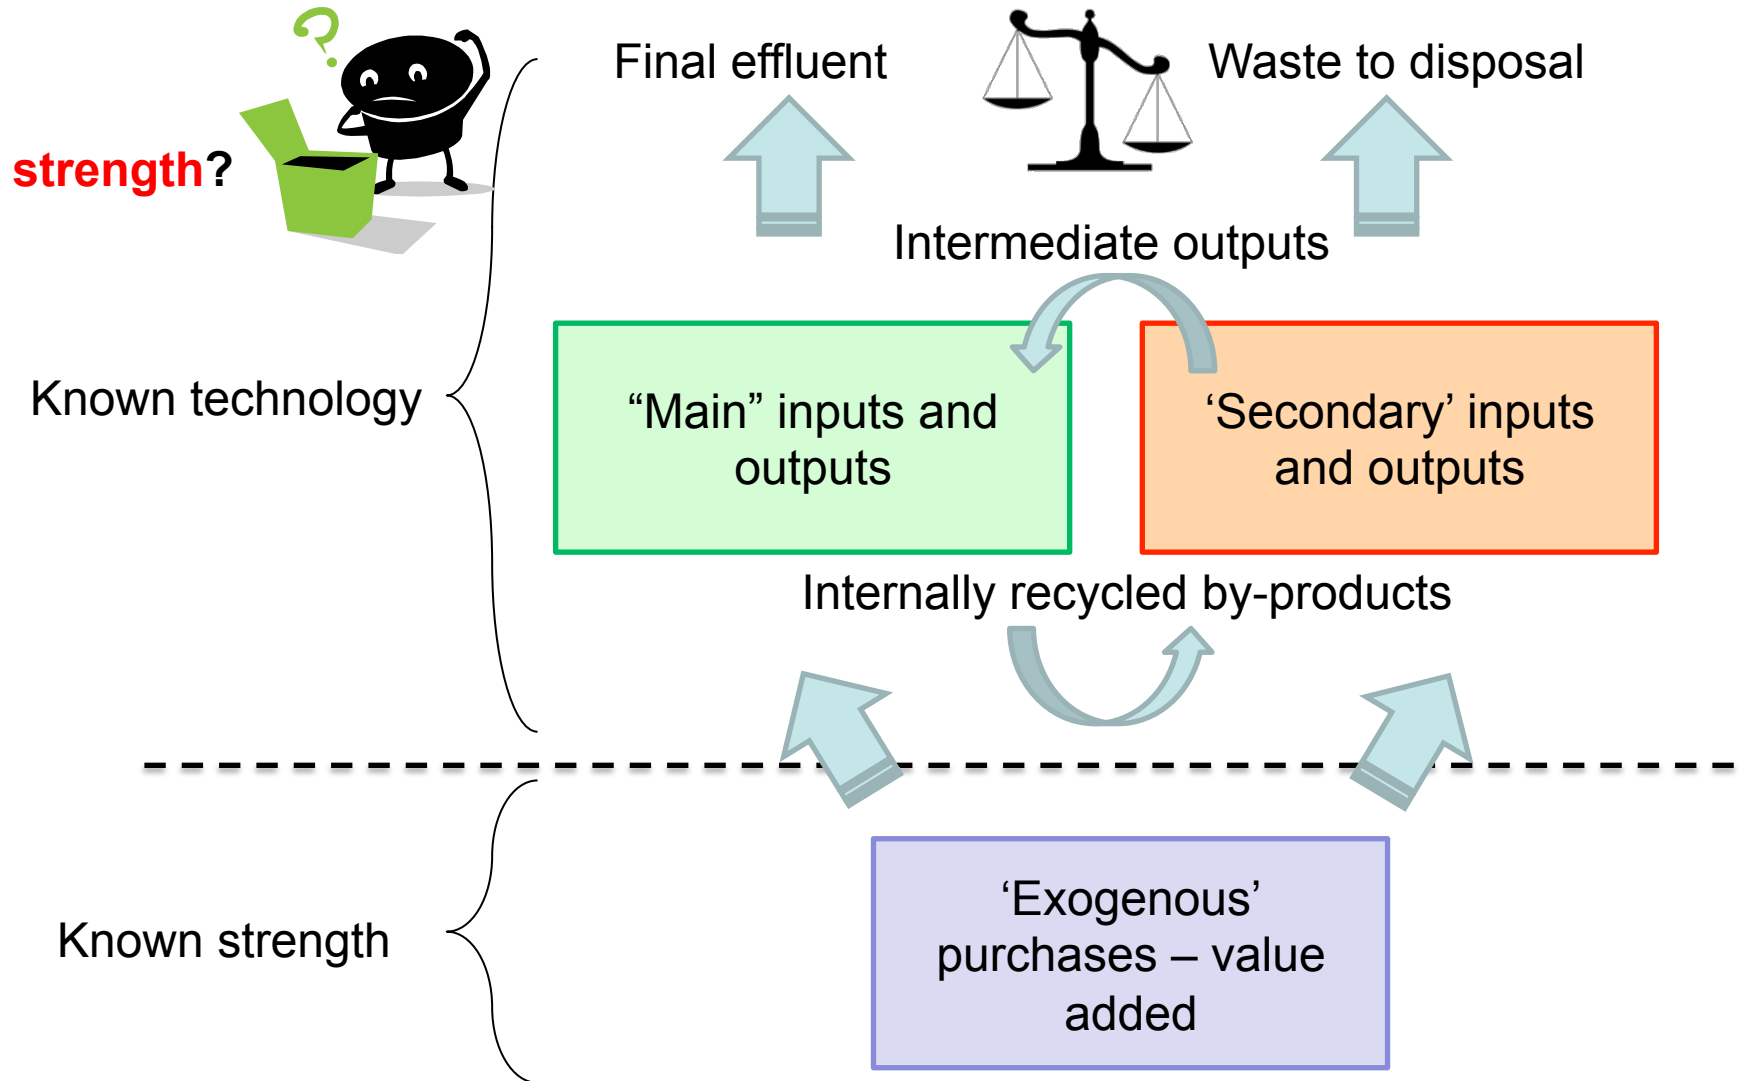 Final effluent
Waste to disposal
strength?
Intermediate outputs
Known technology
“Main” inputs and
outputs
‘Secondary’ inputs
and outputs
Internally recycled by-products
Known strength
‘Exogenous’
purchases – value
added